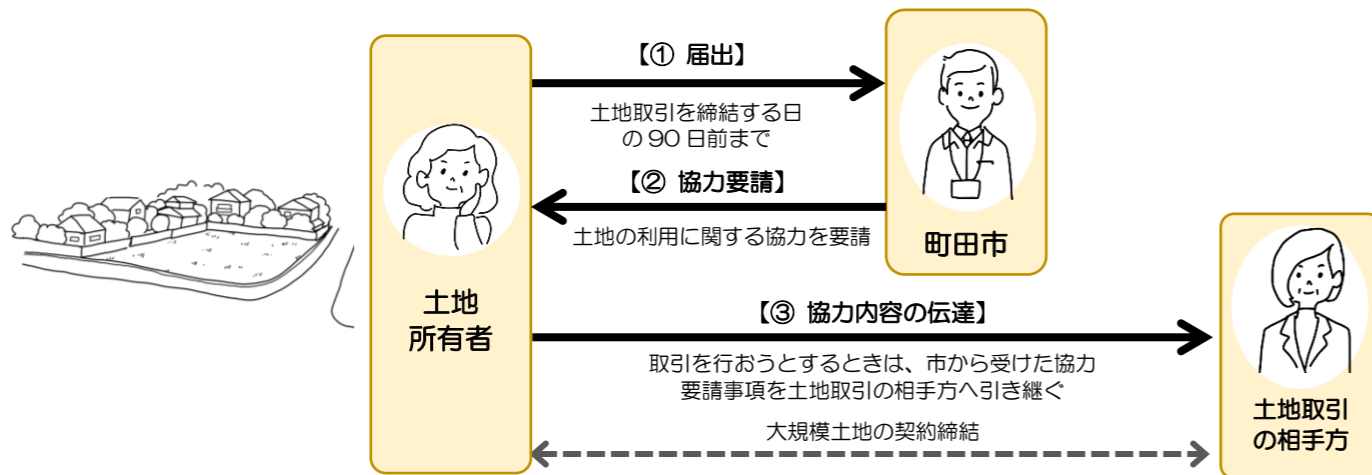 【① 届出】
土地取引を締結する日
の 90 日前まで
【② 協力要請】
土地の利用に関する協力を要請
町田市
土地
所有者
【③ 協力内容の伝達】
取引を行おうとするときは、市から受けた協力
要請事項を土地取引の相手方へ引き継ぐ
大規模土地の契約締結
土地取引
の相手方